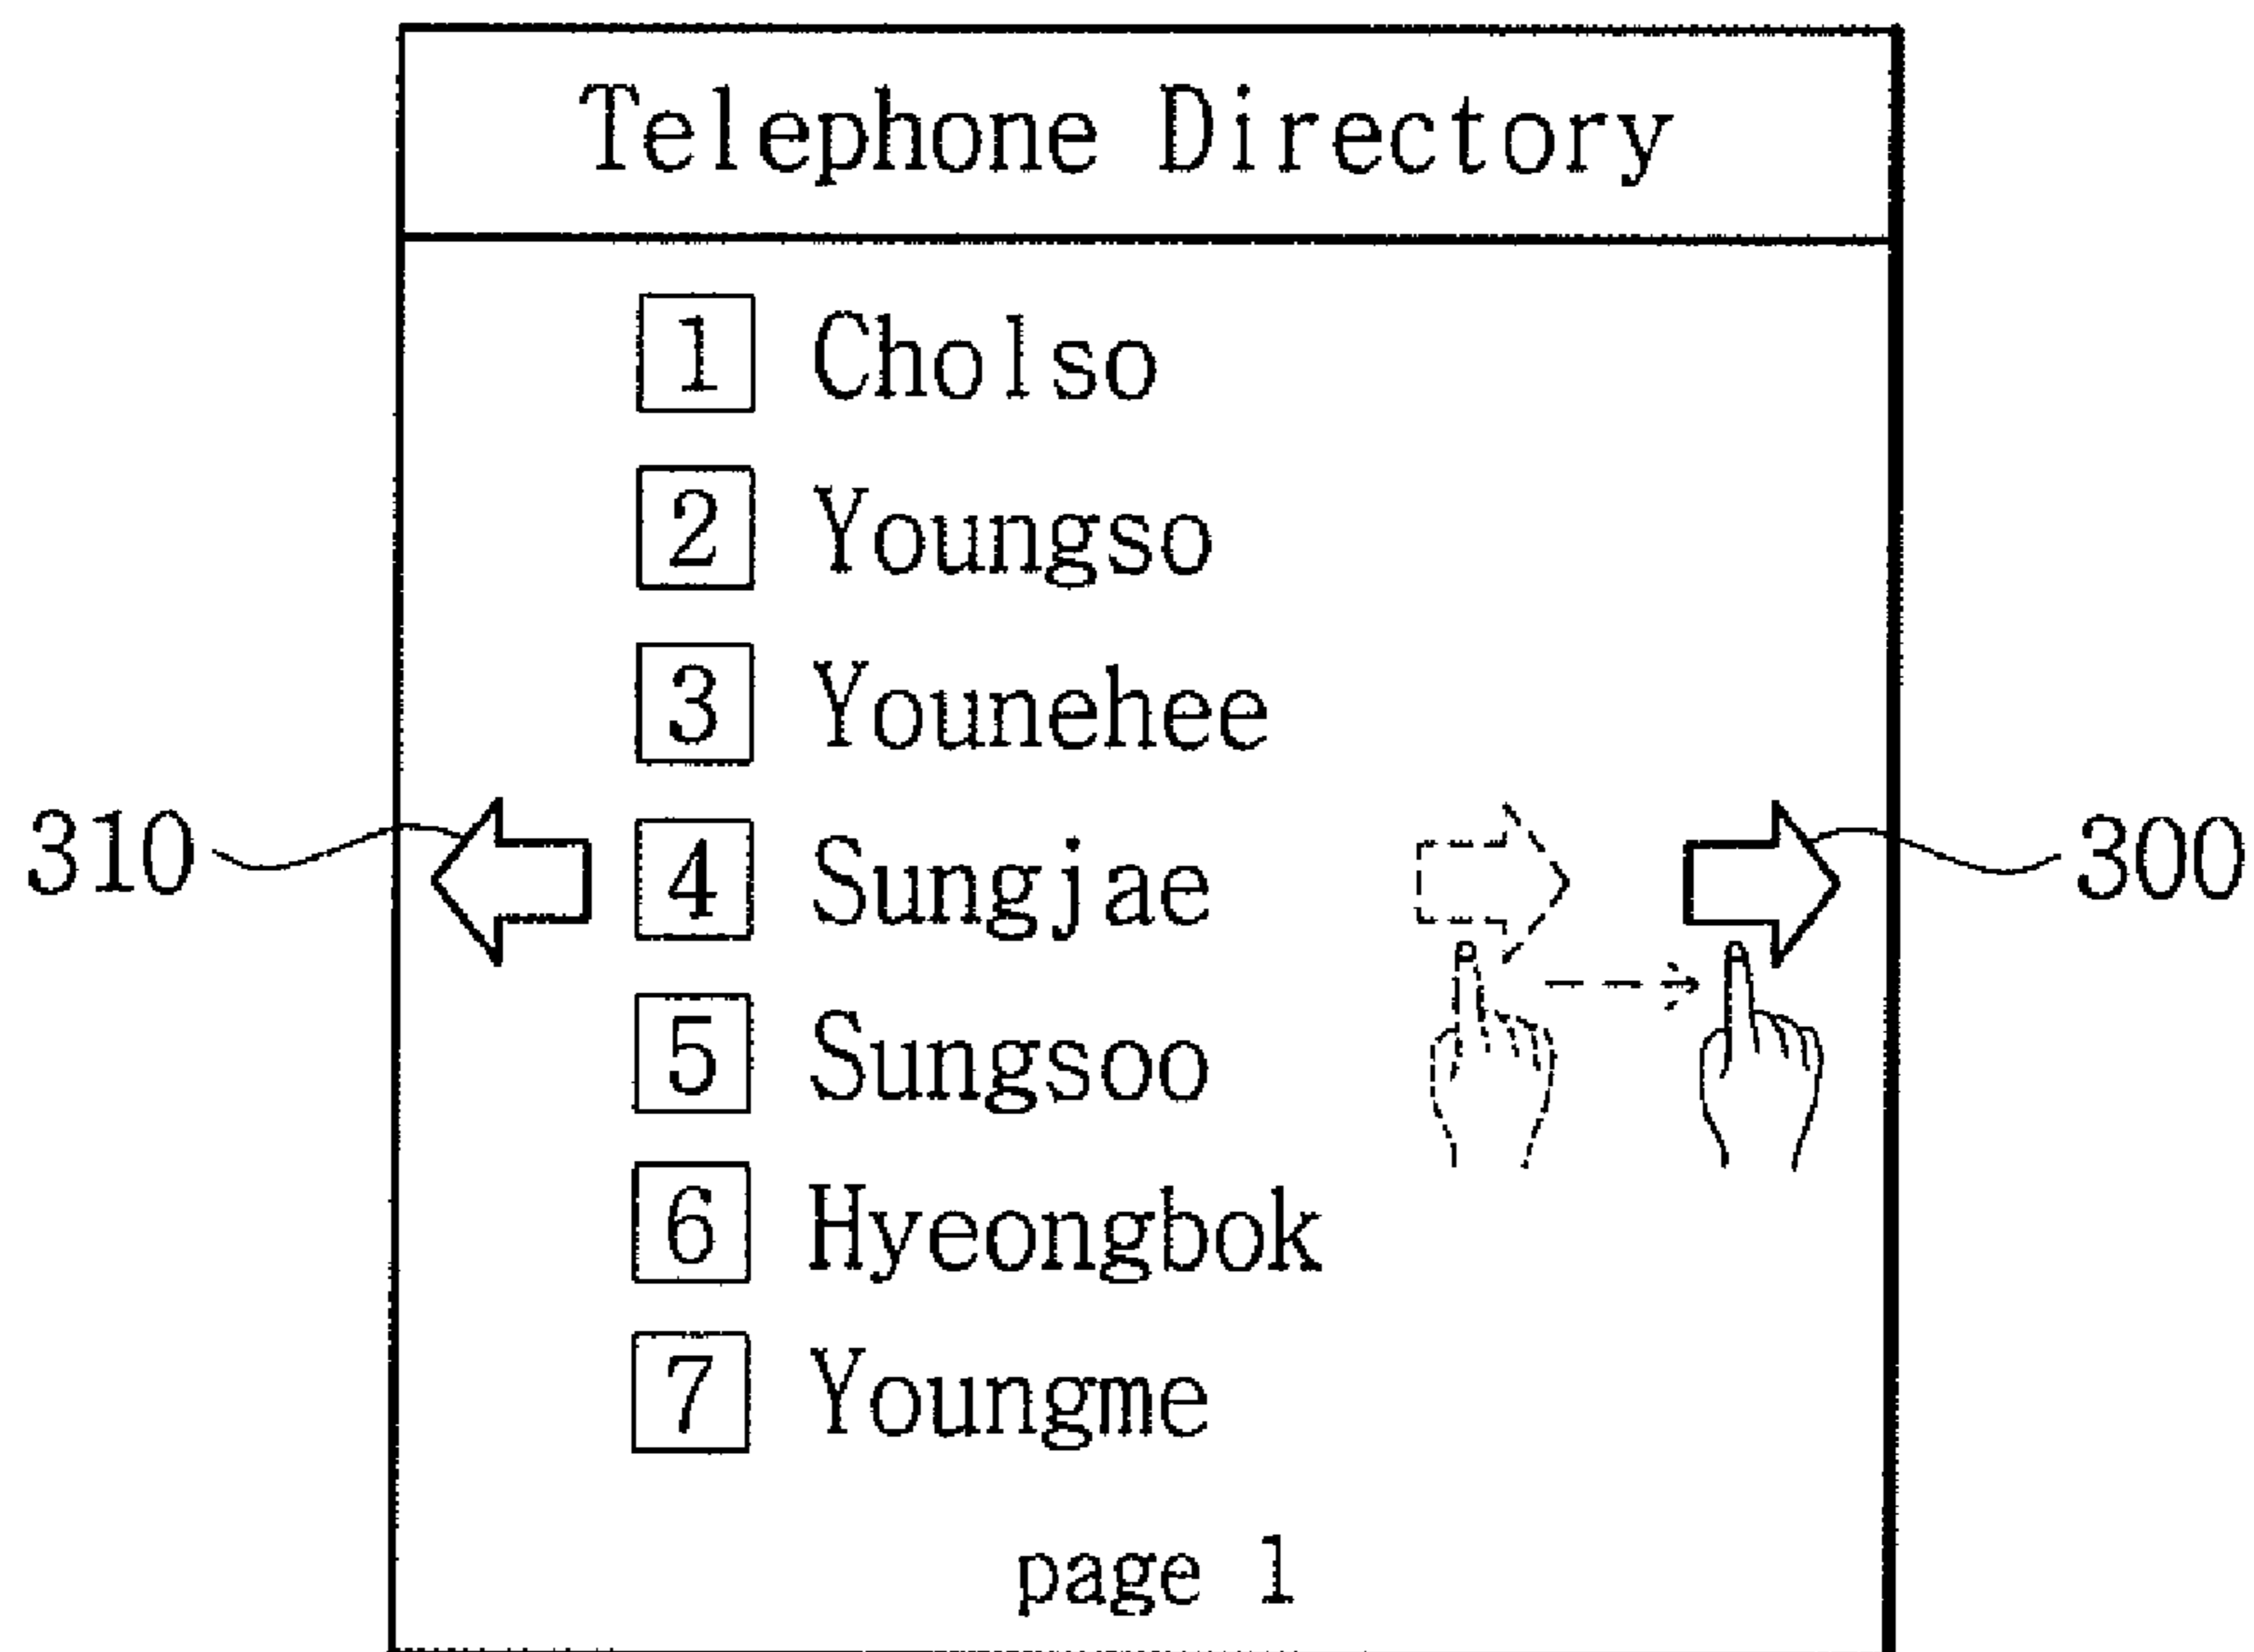 Telephone Directory
1 Cholso
2 Youngso
3 Younehee
310 4 Sungjae 300
5 Sungsoo
6 Hyeongbok
7 Youngme
page 1